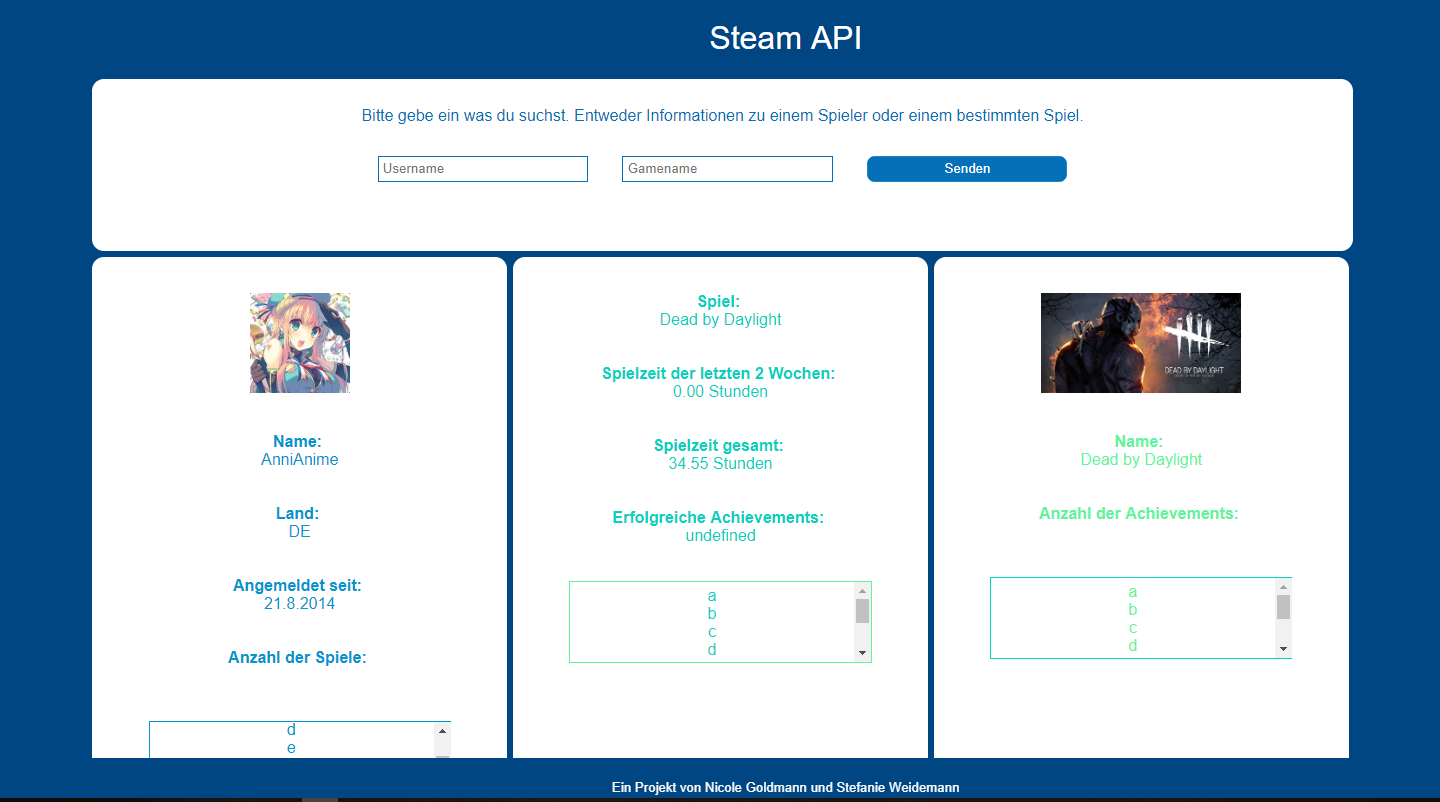 Steam API
Bitte gebe ein was du suchst. Entweder Informationen zu einem Spieler oder einem bestimmten Spiel.
Username
Gamename
Senden
Name:
AnniAnime
Land:
DE
Angemeldet seit:
21.8.2014
Anzahl der Spiele:
d
e
Spiel:
Dead by Daylight
Spielzeit der letzten 2 Wochen:
0.00 Stunden
Spielzeit gesamt:
34.55 Stunden
Erfolgreiche Achievements:
undefined
a
b
c
d
DEAD BY DAYLIGHT
Name:
Dead by Daylight
Anzahl der Achievements:
a
b
c
d
Ein Projekt von Nicole Goldmann und Stefanie Weidemann